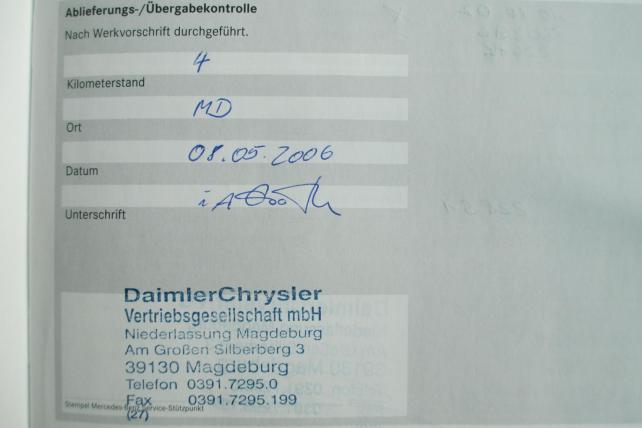 Ablieferungs-/Übergabekontrolle
Nach Werkvorschrift durchgeführt.
4
Kilometerstand
MD
Ort
08.05.2006
Datum
i A
Unterschrift
DaimlerChrysler
Vertriebsgesellschaft mbH
Niederlassung Magdeburg
Am Großen Silberberg 3
39130 Magdeburg
Telefon 0391.7295.0
Fax 0391.7295.199
Stempel Mercedes-Benz Service-Stützpunkt
(27)